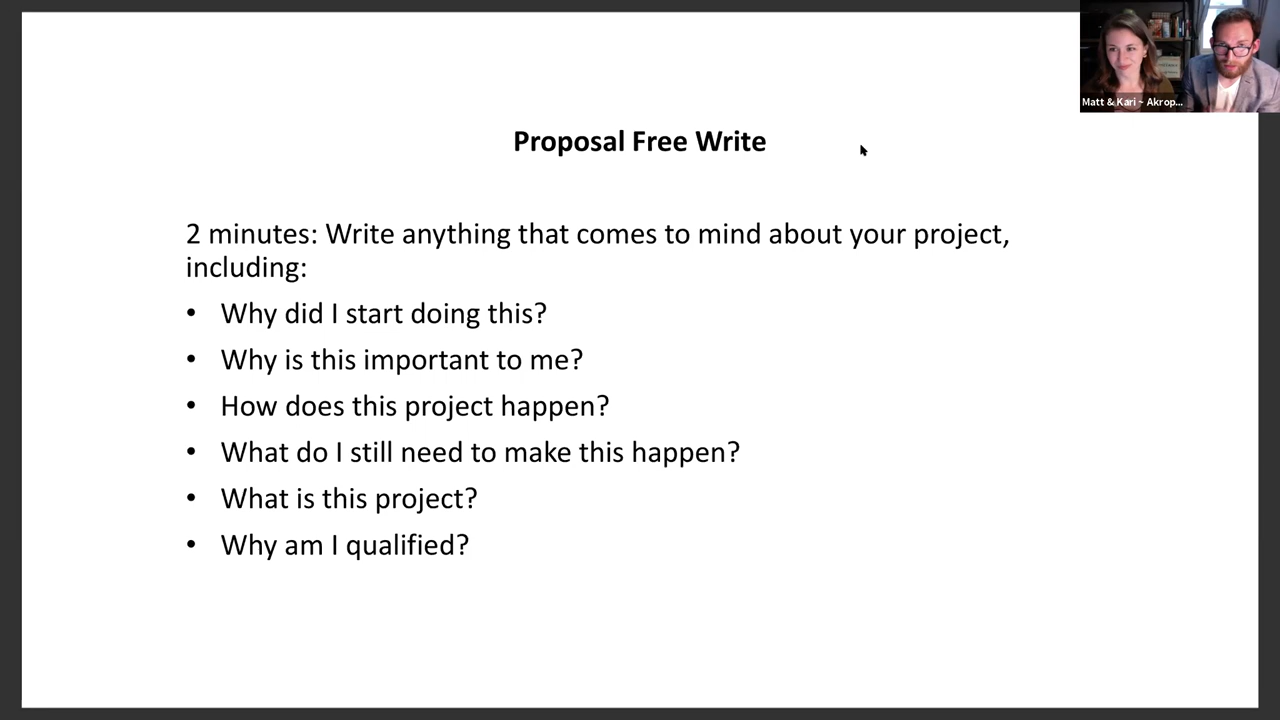 Matt & Kari ~ Akrop...
Proposal Free Write
2 minutes: Write anything that comes to mind about your project,
including:
• Why did I start doing this?
• Why is this important to me?
• How does this project happen?
• What do I still need to make this happen?
• What is this project?
• Why am I qualified?